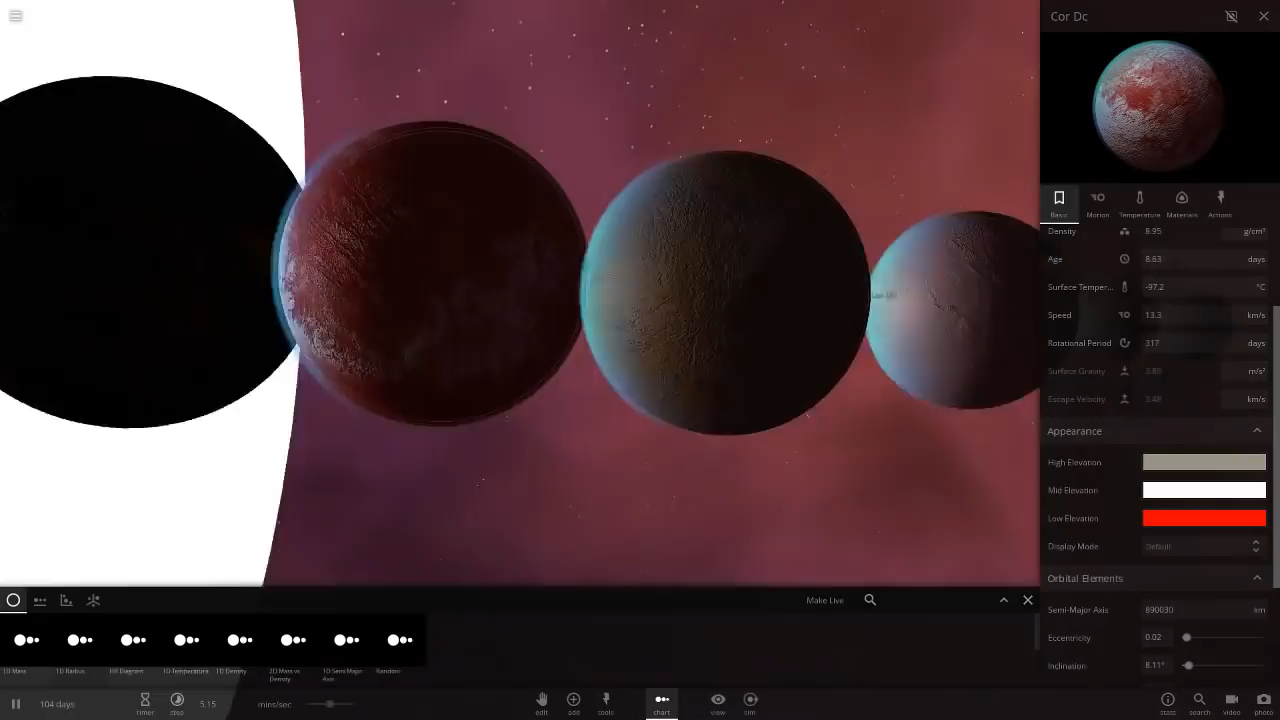 Cor Dc
Basic Motion Temperature Materials Actions
Density 8.95 g/cm³
Age 8.63 days
Surface Temper... -97.2 °C
Speed 13.3 km/s
Rotational Period 317 days
Surface Gravity 3.80 m/s²
Escape Velocity 3.48 km/s
Appearance
High Elevation
Mid Elevation
Low Elevation
Display Mode Default
Orbital Elements
Semi-Major Axis 890030 km
Eccentricity 0.02
Inclination 8.11°
Make Live
1D Mass 1D Radius HR Diagram 1D Temperature 1D Density 2D Mass vs Density 1D Semi Major Axis Random
104 days timer step 5.15 mins/sec edit add tools chart view sim stats search video photo